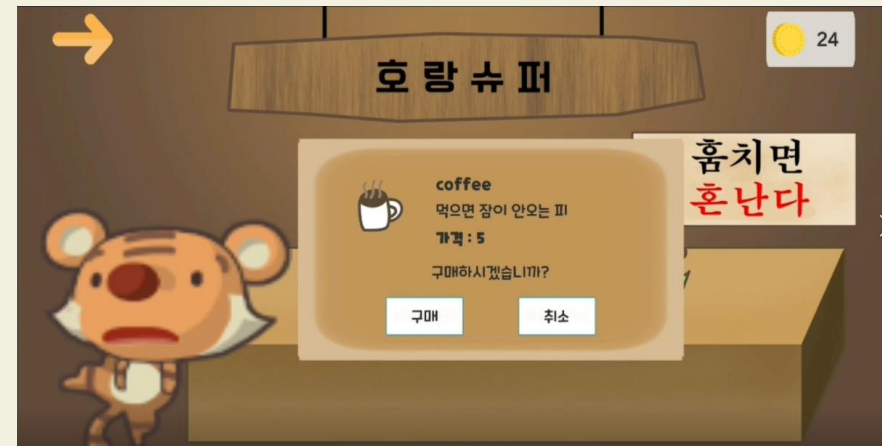 24
호랑슈퍼
훔치면
혼난다
coffee
먹으면 잠이 안오는 피
가격 : 5
구매하시겠습니까?
구매
취소